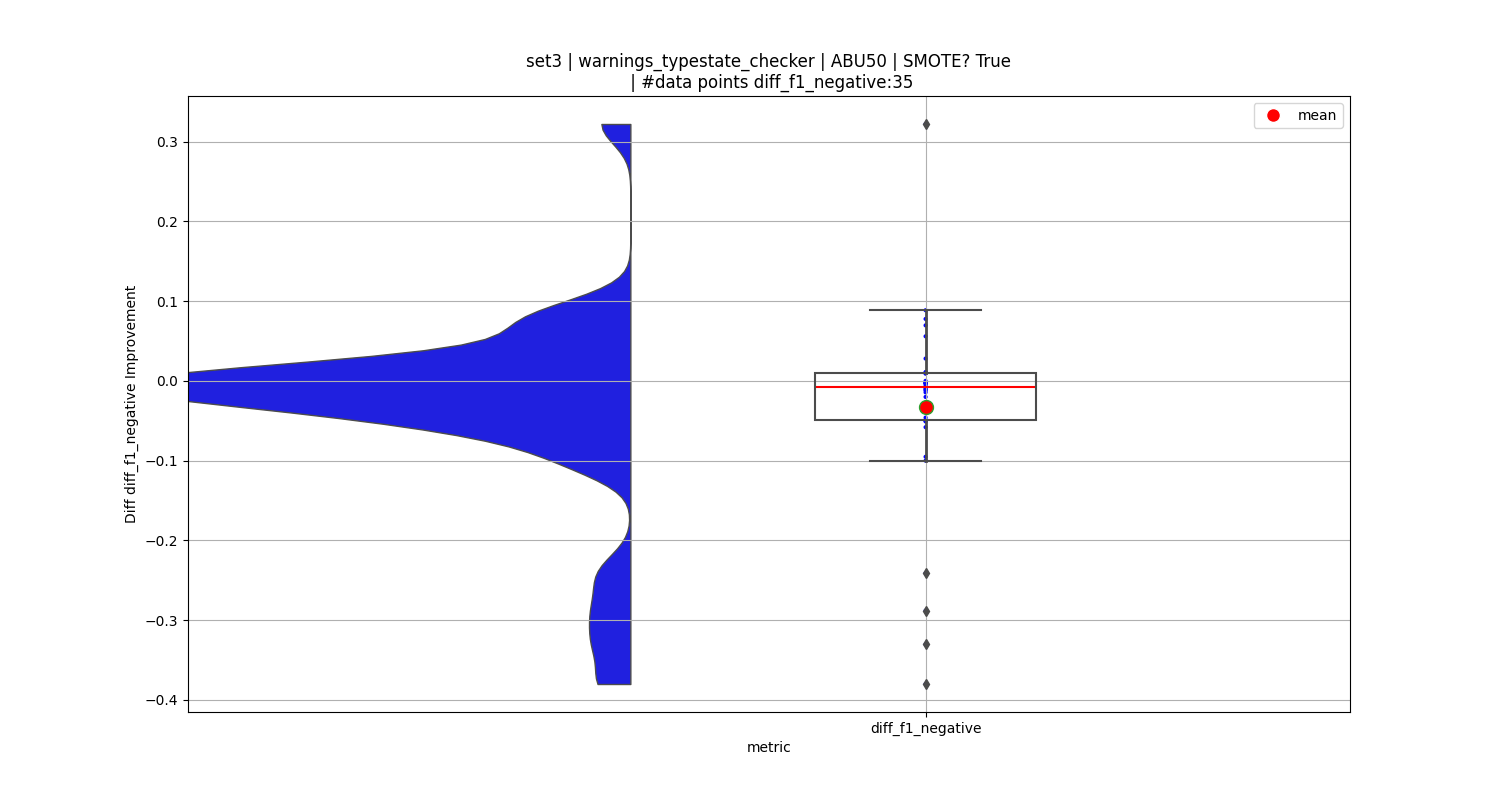 set3 | warnings_typestate_checker | ABU50 | SMOTE? True
| #data points diff_f1_negative:35
mean
0.3
0.2
0.1
0.0
−0.1
−0.2
−0.3
−0.4
Diff diff_f1_negative Improvement
diff_f1_negative
metric